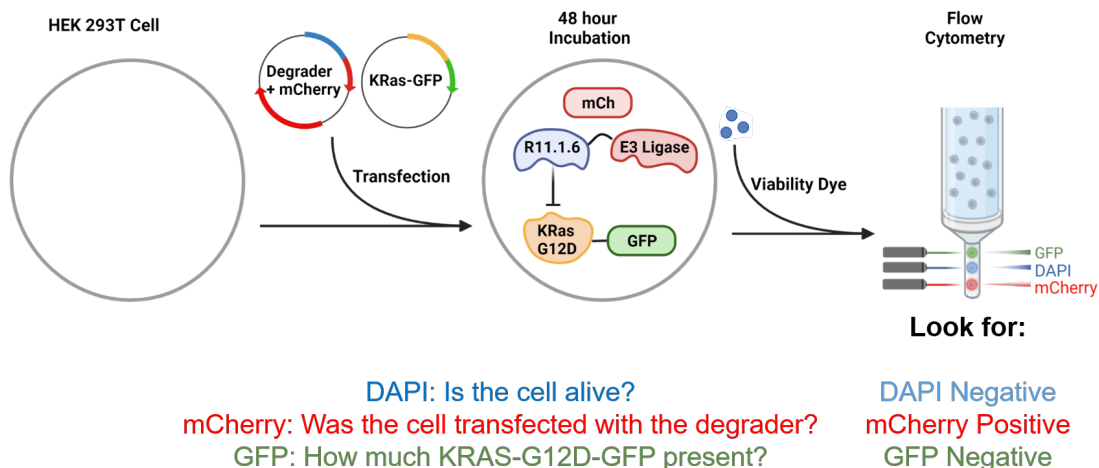 HEK 293T Cell
Degrader
+ mCherry
KRas-GFP
Transfection
48 hour
Incubation
mCh
R11.1.6
E3 Ligase
KRas
G12D
GFP
Viability Dye
Flow
Cytometry
GFP
DAPI
mCherry
Look for:
DAPI: Is the cell alive?
DAPI Negative
mCherry: Was the cell transfected with the degrader?
mCherry Positive
GFP: How much KRAS-G12D-GFP present?
GFP Negative